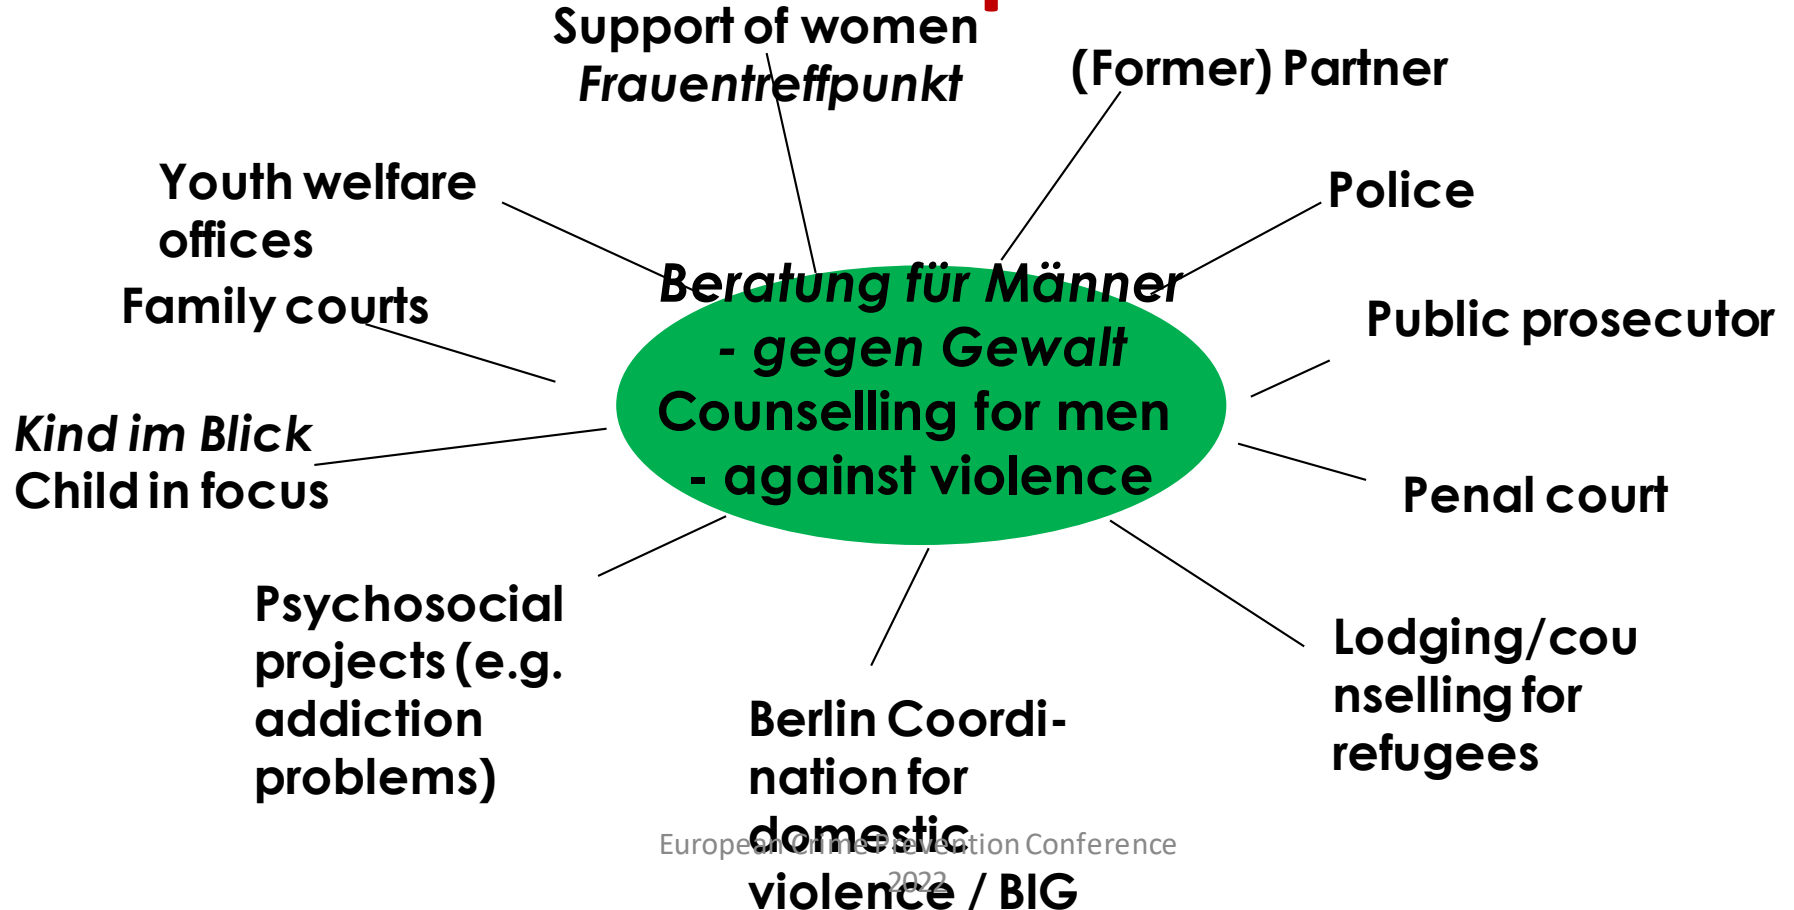 Support of women
Frauentreffpunkt
(Former) Partner
Youth welfare
offices
Police
Family courts
Beratung für Männer
- gegen Gewalt
Counselling for men
- against violence
Public prosecutor
Kind im Blick
Child in focus
Penal court
Psychosocial
projects (e.g.
addiction
problems)
Lodging/cou
nselling for
refugees
Berlin Coordi-
nation for
domestic
violence / BIG
European Crime Prevention Conference
2022